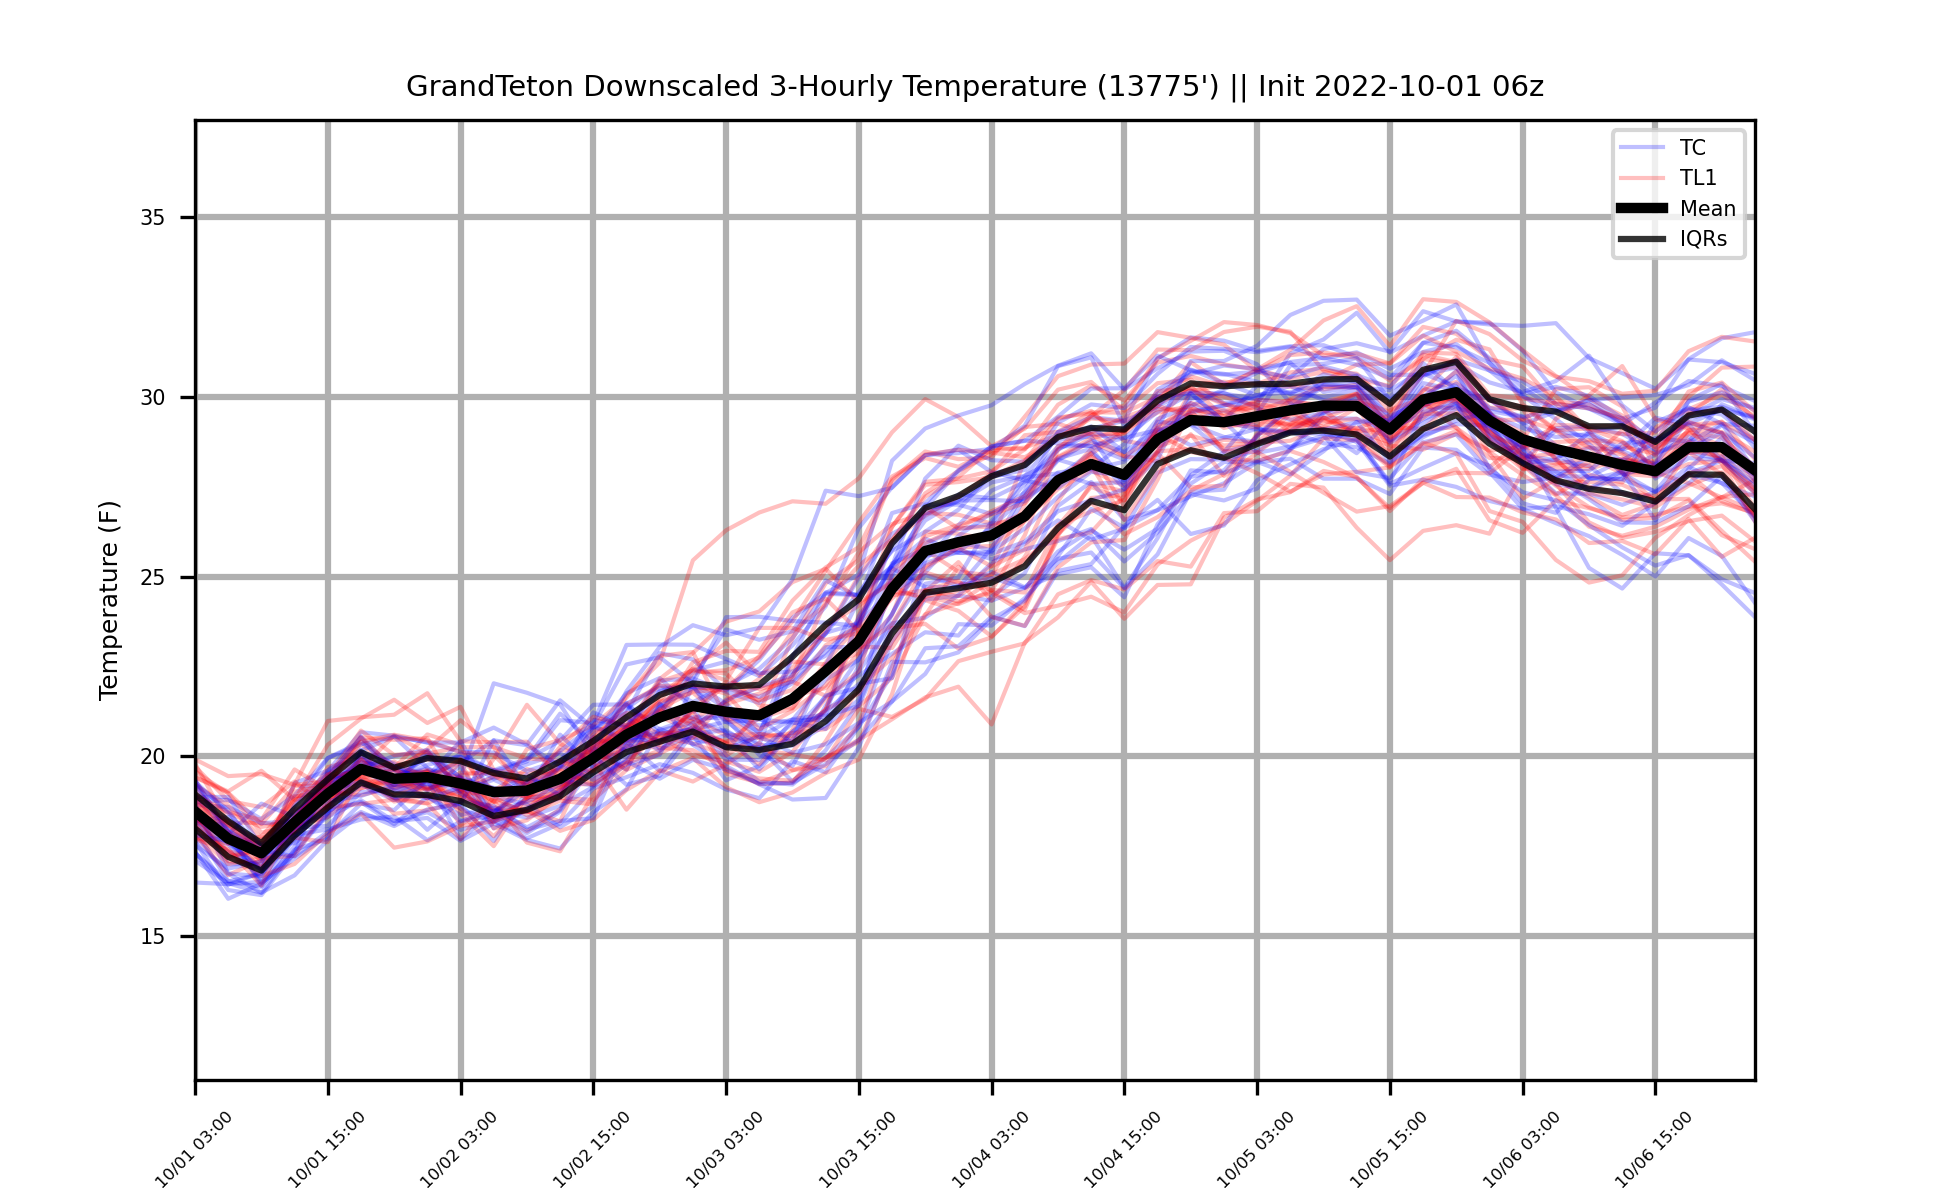 GrandTeton Downscaled 3-Hourly Temperature (13775') || Init 2022-10-01 06z
TC
TL1
Mean
IQRs
Temperature (F)
35
30
25
20
15
10/01 03:00
10/01 15:00
10/02 03:00
10/02 15:00
10/03 03:00
10/03 15:00
10/04 03:00
10/04 15:00
10/05 03:00
10/05 15:00
10/06 03:00
10/06 15:00